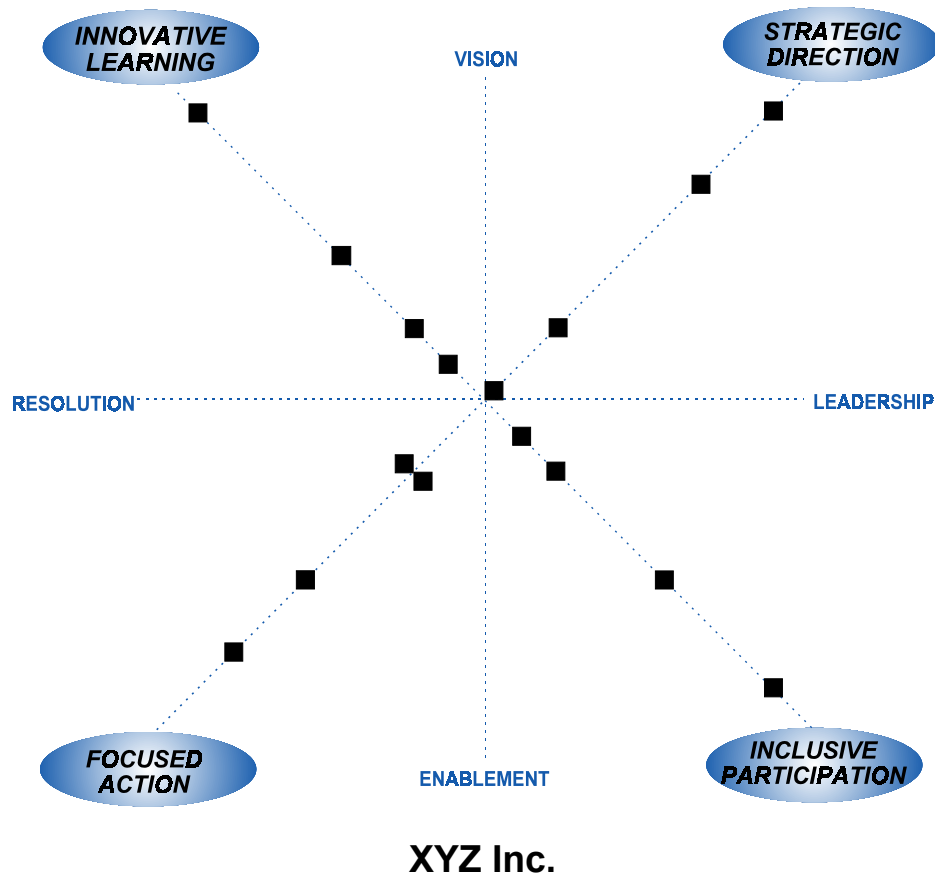 INNOVATIVE
LEARNING
STRATEGIC
DIRECTION
VISION
RESOLUTION
LEADERSHIP
FOCUSED
ACTION
ENABLEMENT
INCLUSIVE
PARTICIPATION
XYZ Inc.